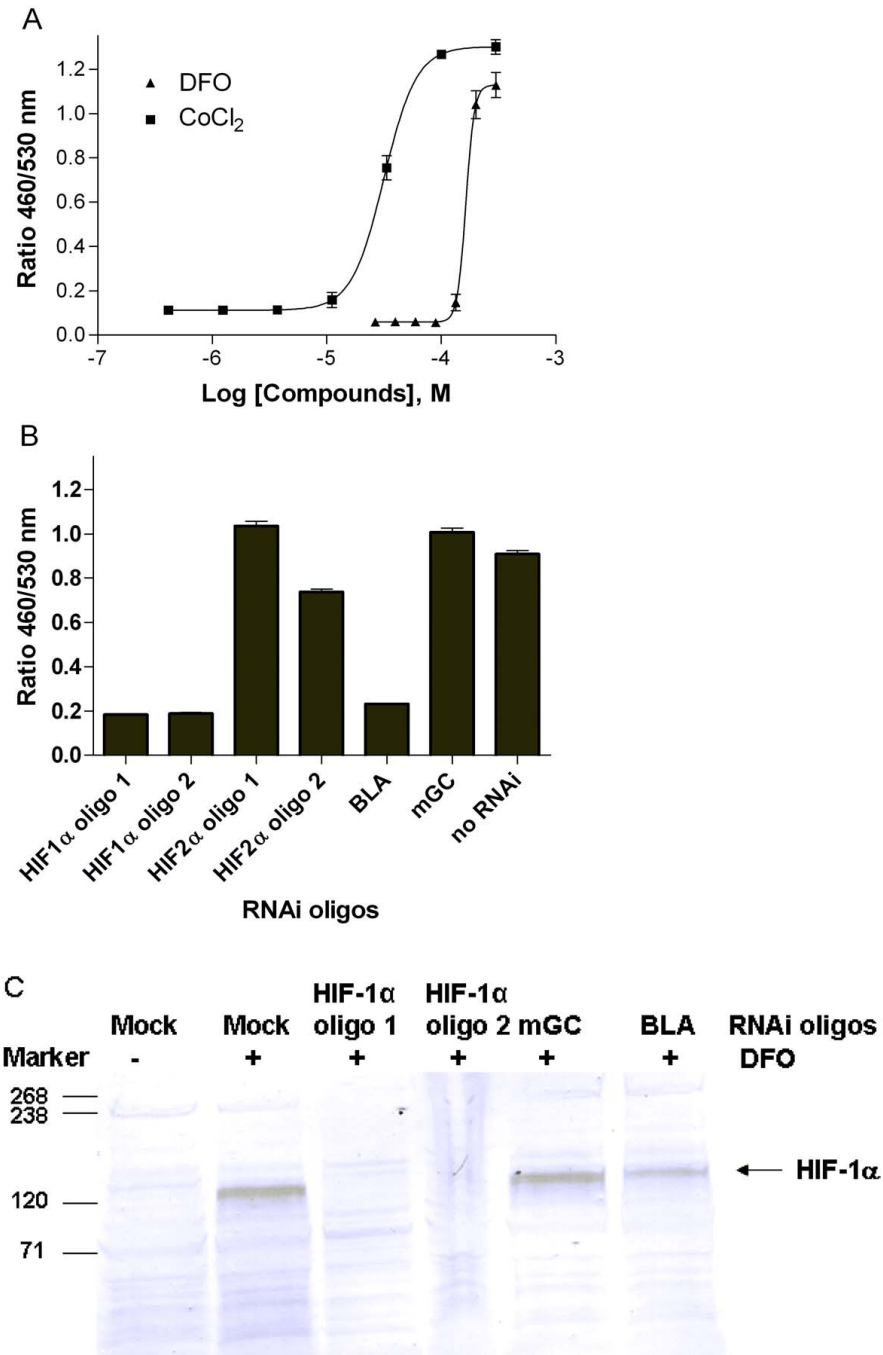 A
Ratio 460/530 nm
1.2
1.0
0.8
0.6
0.4
0.2
0.0
DFO
CoCl₂
-7 -6 -5 -4 -3
Log [Compounds], M
B
Ratio 460/530 nm
1.2
1.0
0.8
0.6
0.4
0.2
0.0
HIF1α oligo 1
HIF1α oligo 2
HIF2α oligo 1
HIF2α oligo 2
BLA
mGC
no RNAi
RNAi oligos
C
HIF-1α HIF-1α
Mock Mock oligo 1 oligo 2 mGC BLA RNAi oligos
Marker - + + + + + DFO
268
238
HIF-1α
120
71